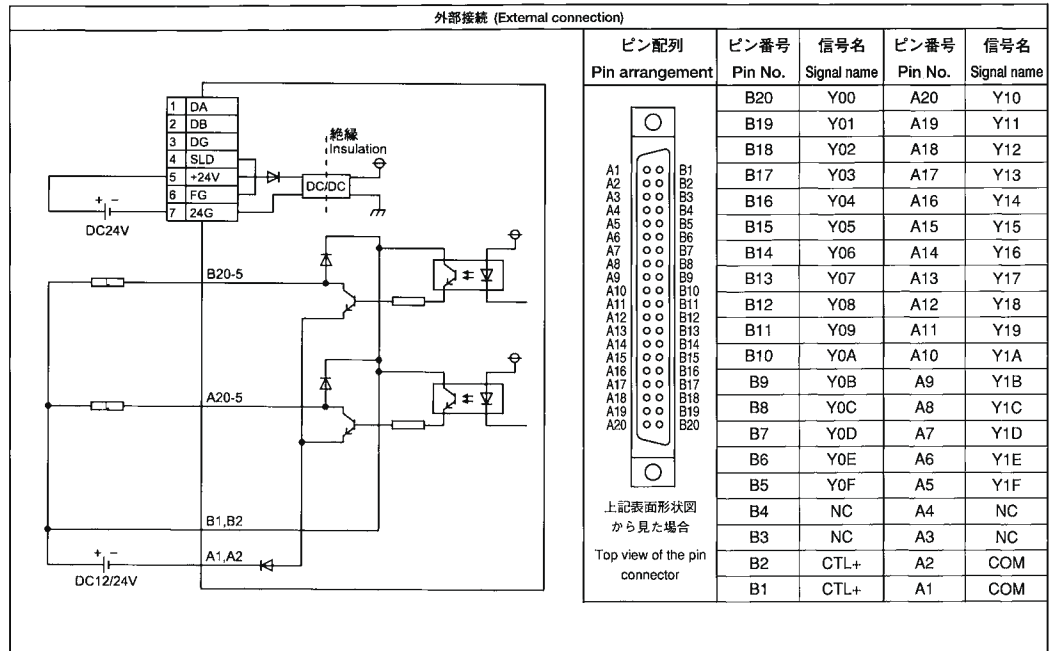 外部接続 (External connection)
1 DA
2 DB
3 DG
4 SLD
5 +24V
6 FG
7 24G
絶縁
Insulation
DC/DC
+ −
DC24V
B20-5
A20-5
B1,B2
A1,A2
+ −
DC12/24V
ピン配列
Pin arrangement
A1 B1
A2 B2
A3 B3
A4 B4
A5 B5
A6 B6
A7 B7
A8 B8
A9 B9
A10 B10
A11 B11
A12 B12
A13 B13
A14 B14
A15 B15
A16 B16
A17 B17
A18 B18
A19 B19
A20 B20
上記表面形状図
から見た場合
Top view of the pin
connector
ピン番号 信号名 ピン番号 信号名
Pin No. Signal name Pin No. Signal name
B20 Y00 A20 Y10
B19 Y01 A19 Y11
B18 Y02 A18 Y12
B17 Y03 A17 Y13
B16 Y04 A16 Y14
B15 Y05 A15 Y15
B14 Y06 A14 Y16
B13 Y07 A13 Y17
B12 Y08 A12 Y18
B11 Y09 A11 Y19
B10 Y0A A10 Y1A
B9 Y0B A9 Y1B
B8 Y0C A8 Y1C
B7 Y0D A7 Y1D
B6 Y0E A6 Y1E
B5 Y0F A5 Y1F
B4 NC A4 NC
B3 NC A3 NC
B2 CTL+ A2 COM
B1 CTL+ A1 COM